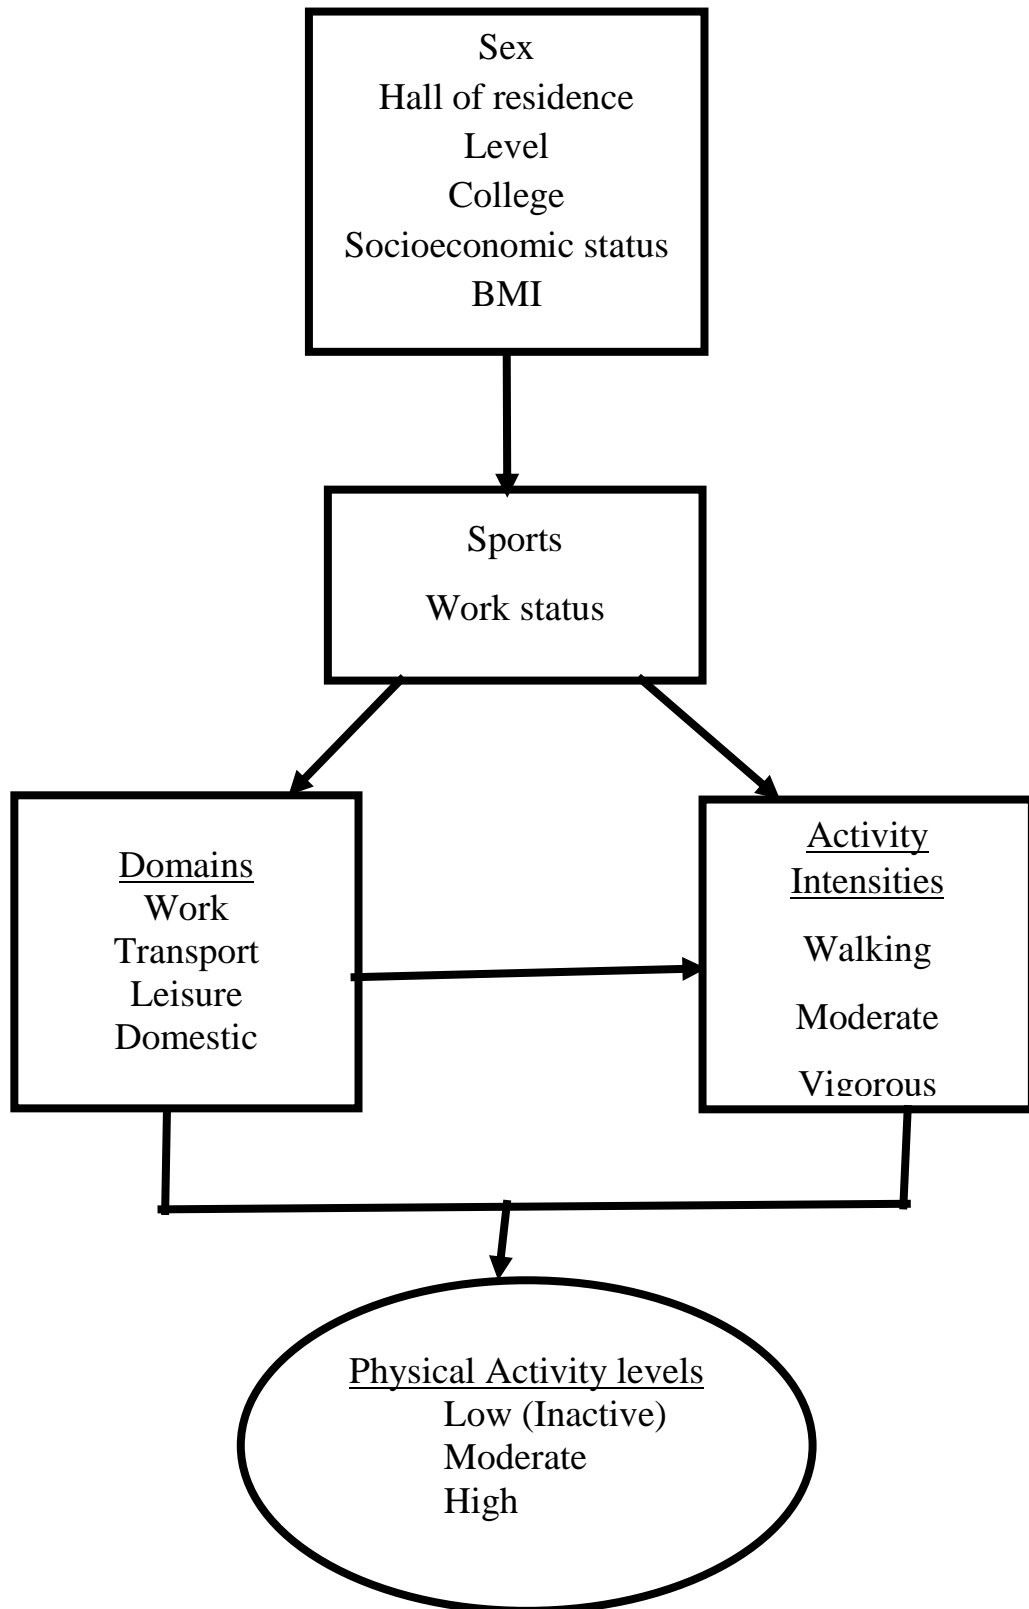 Sex
Hall of residence
Level
College
Socioeconomic status
BMI
Sports
Work status
Domains
Work
Transport
Leisure
Domestic
Activity
Intensities
Walking
Moderate
Vigorous
Physical Activity levels
Low (Inactive)
Moderate
High